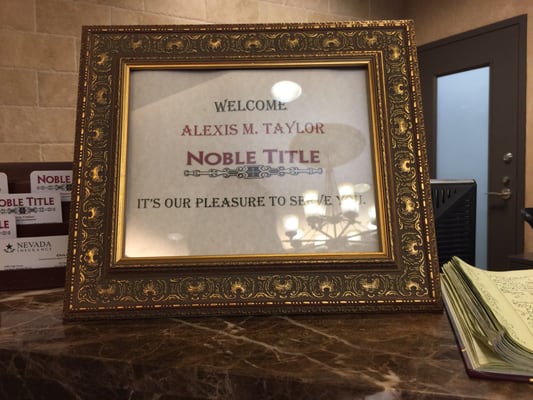 WELCOME
ALEXIS M. TAYLOR
NOBLE TITLE
IT'S OUR PLEASURE TO SERVE YOU.
NOBLE
NOBLE TITLE
NEVADA
INSURANCE